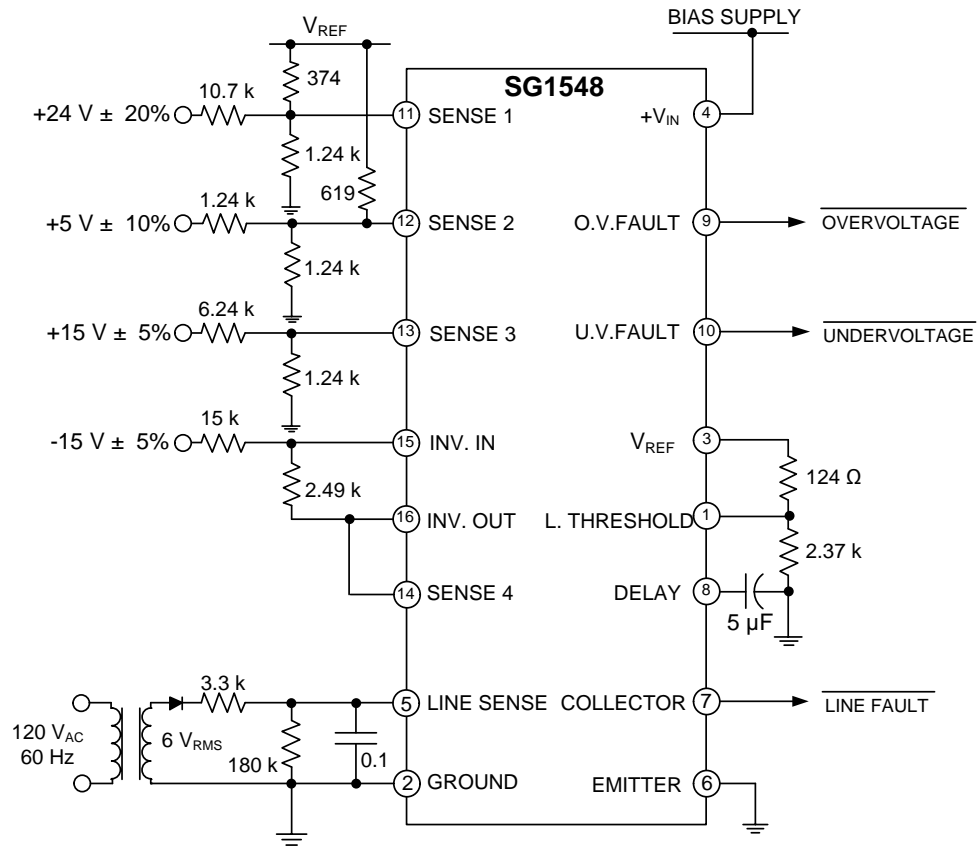 BIAS SUPPLY
VREF
SG1548
374
10.7 k
+24 V ± 20%
11
SENSE 1
+VIN
4
1.24 k
619
1.24 k
+5 V ± 10%
12
SENSE 2
O.V.FAULT
9
OVERVOLTAGE
1.24 k
6.24 k
+15 V ± 5%
13
SENSE 3
U.V.FAULT
10
UNDERVOLTAGE
1.24 k
15 k
-15 V ± 5%
15
INV. IN
VREF
3
124 Ω
2.49 k
16
INV. OUT
L. THRESHOLD
1
2.37 k
14
SENSE 4
DELAY
8
5 µF
3.3 k
5
LINE SENSE
COLLECTOR
7
LINE FAULT
120 VAC
60 Hz
6 VRMS
180 k
0.1
2
GROUND
EMITTER
6